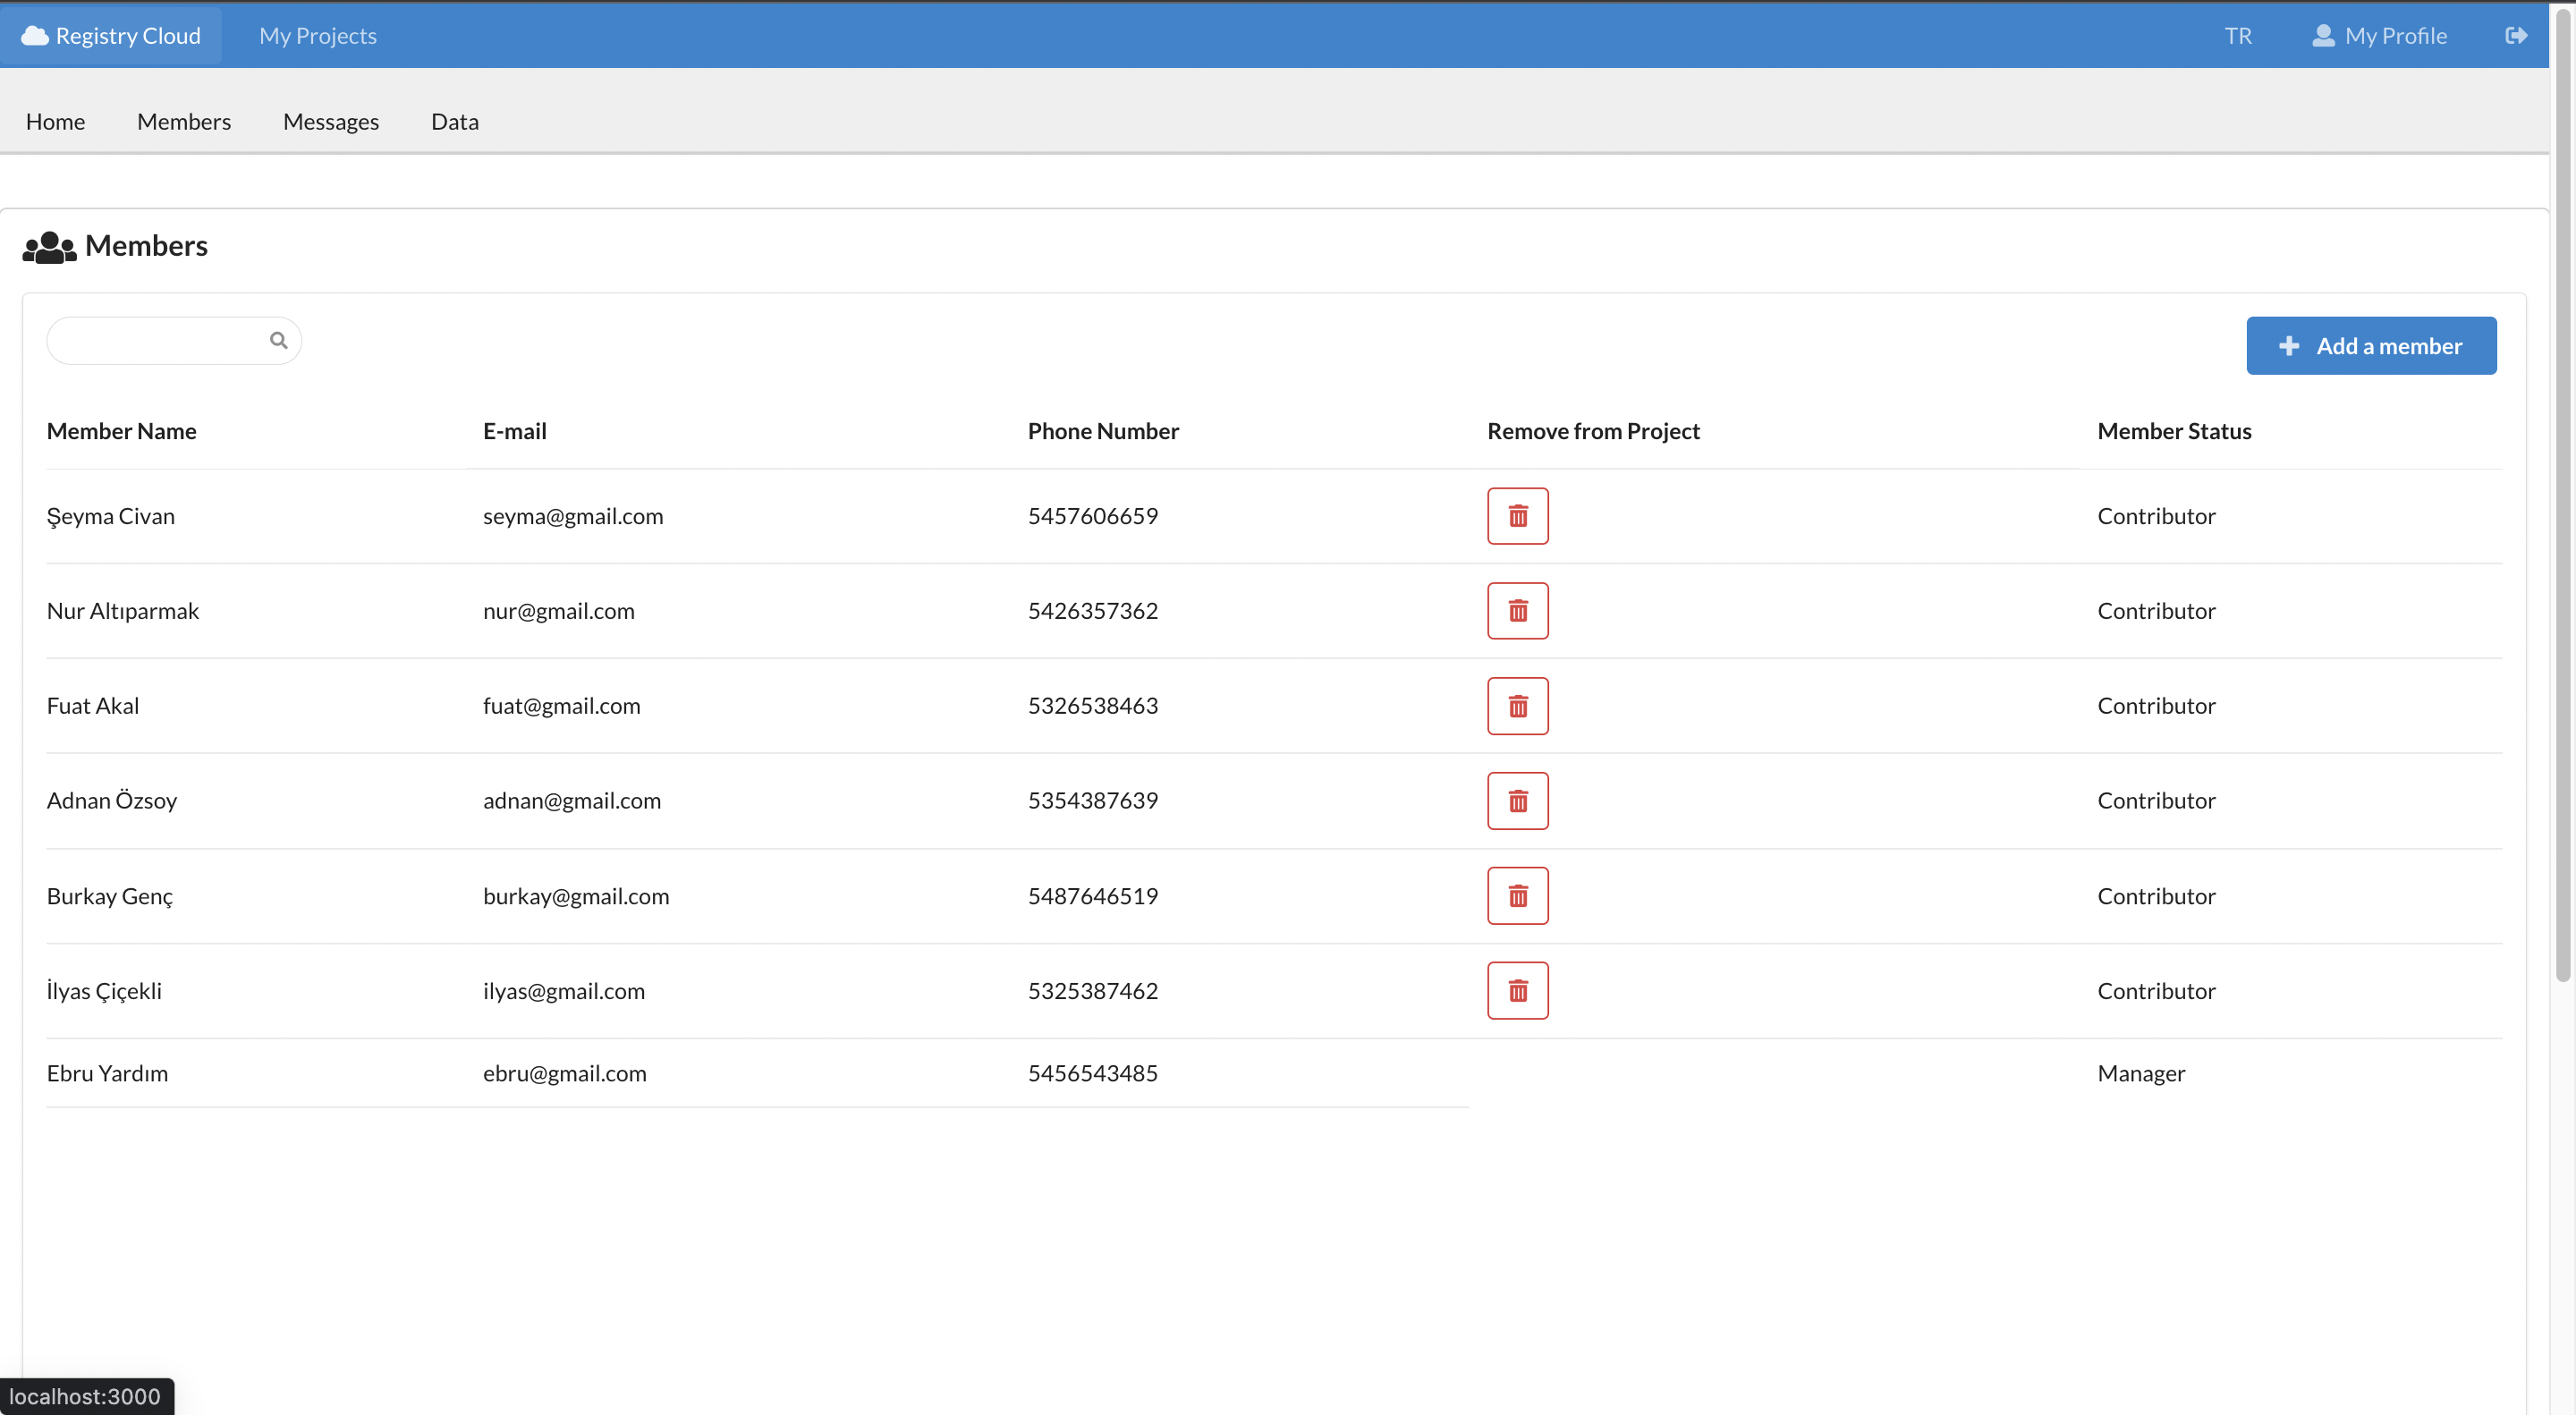 Registry Cloud My Projects TR My Profile
Home Members Messages Data
Members
Add a member
Member Name E-mail Phone Number Remove from Project Member Status
Şeyma Civan seyma@gmail.com 5457606659 Contributor
Nur Altıparmak nur@gmail.com 5426357362 Contributor
Fuat Akal fuat@gmail.com 5326538463 Contributor
Adnan Özsoy adnan@gmail.com 5354387639 Contributor
Burkay Genç burkay@gmail.com 5487646519 Contributor
İlyas Çiçekli ilyas@gmail.com 5325387462 Contributor
Ebru Yardım ebru@gmail.com 5456543485 Manager
localhost:3000